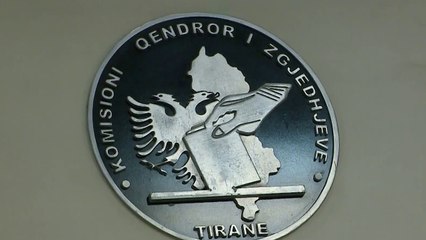 · KOMISIONI QENDROR I ZGJEDHJEVE ·
TIRANE